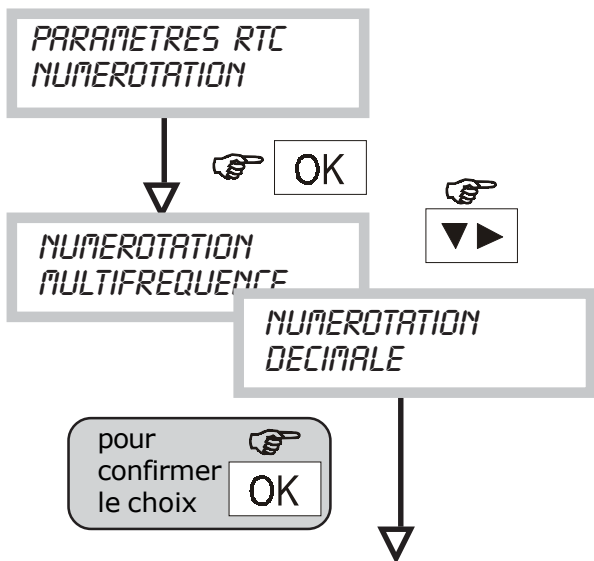 PARAMETRES RTC
NUMEROTATION
OK
NUMEROTATION
MULTIFREQUENCE
NUMEROTATION
DECIMALE
pour
confirmer
le choix
OK